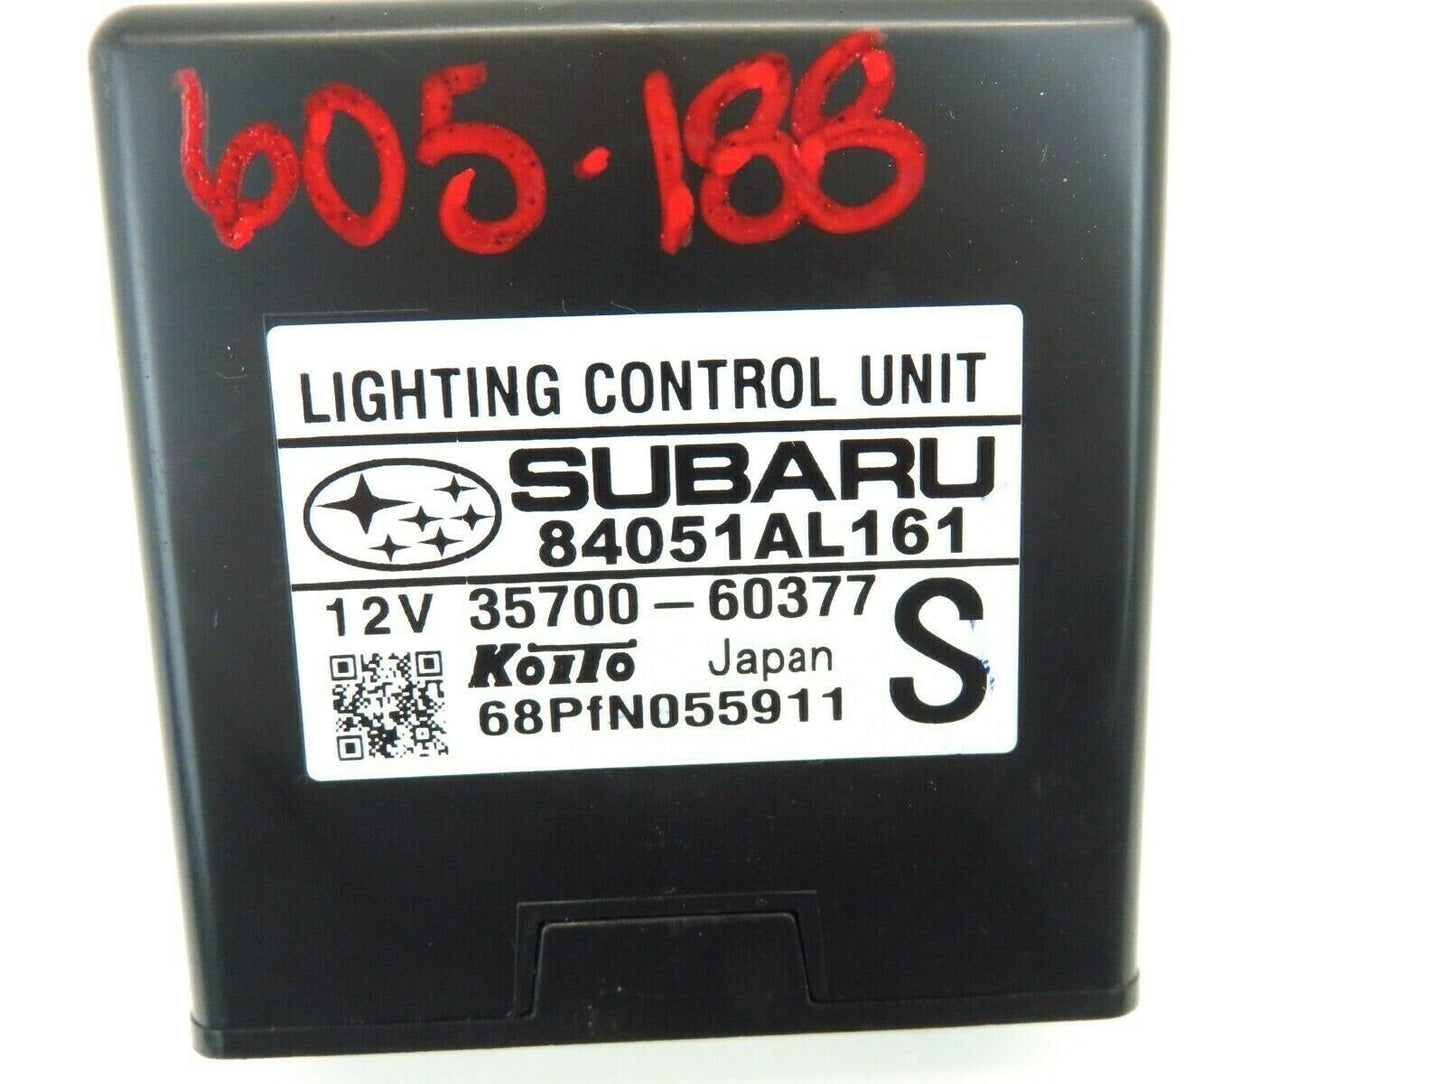 605.188
LIGHTING CONTROL UNIT
SUBARU
84051AL161
12V 35700-60377 S
KOITO Japan
68PfN055911